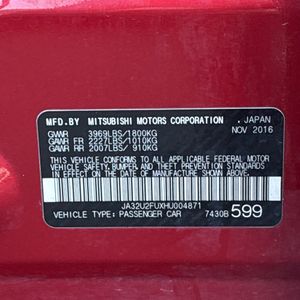 MFD.BY MITSUBISHI MOTORS CORPORATION, JAPAN
GVWR 3969LBS/1800KG NOV 2016
GAWR FR 2227LBS/1010KG
GAWR RR 2007LBS/ 910KG
THIS VEHICLE CONFORMS TO ALL APPLICABLE FEDERAL
MOTOR VEHICLE SAFETY, BUMPER, AND THEFT PREVENTION
STANDARDS IN EFFECT ON THE DATE OF MANUFACTURE SHOWN ABOVE.
JA32U2FUXHU004871
VEHICLE TYPE: PASSENGER CAR 7430B 599